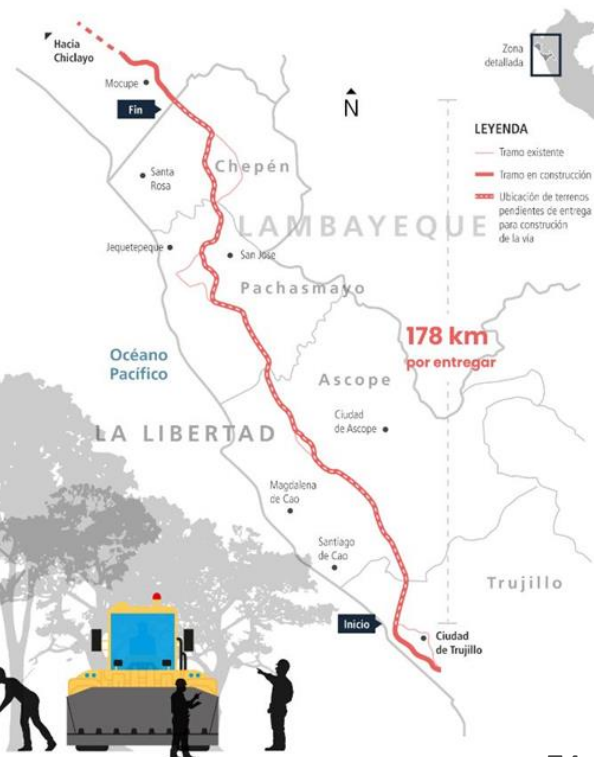 Hacia
Chiclayo
Mocupe
Fin
N
Zona
detallada
LEYENDA
Tramo existente
Tramo en construcción
Ubicación de terrenos
pendientes de entrega
para construción
de la vía
Santa
Rosa
Chepén
LAMBAYEQUE
Jequetepeque
San José
Pachasmayo
178 km
por entregar
Océano
Pacífico
Ascope
Ciudad
de Ascope
LA LIBERTAD
Magdalena
de Cao
Santiago
de Cao
Trujillo
Inicio
Ciudad
de Trujillo